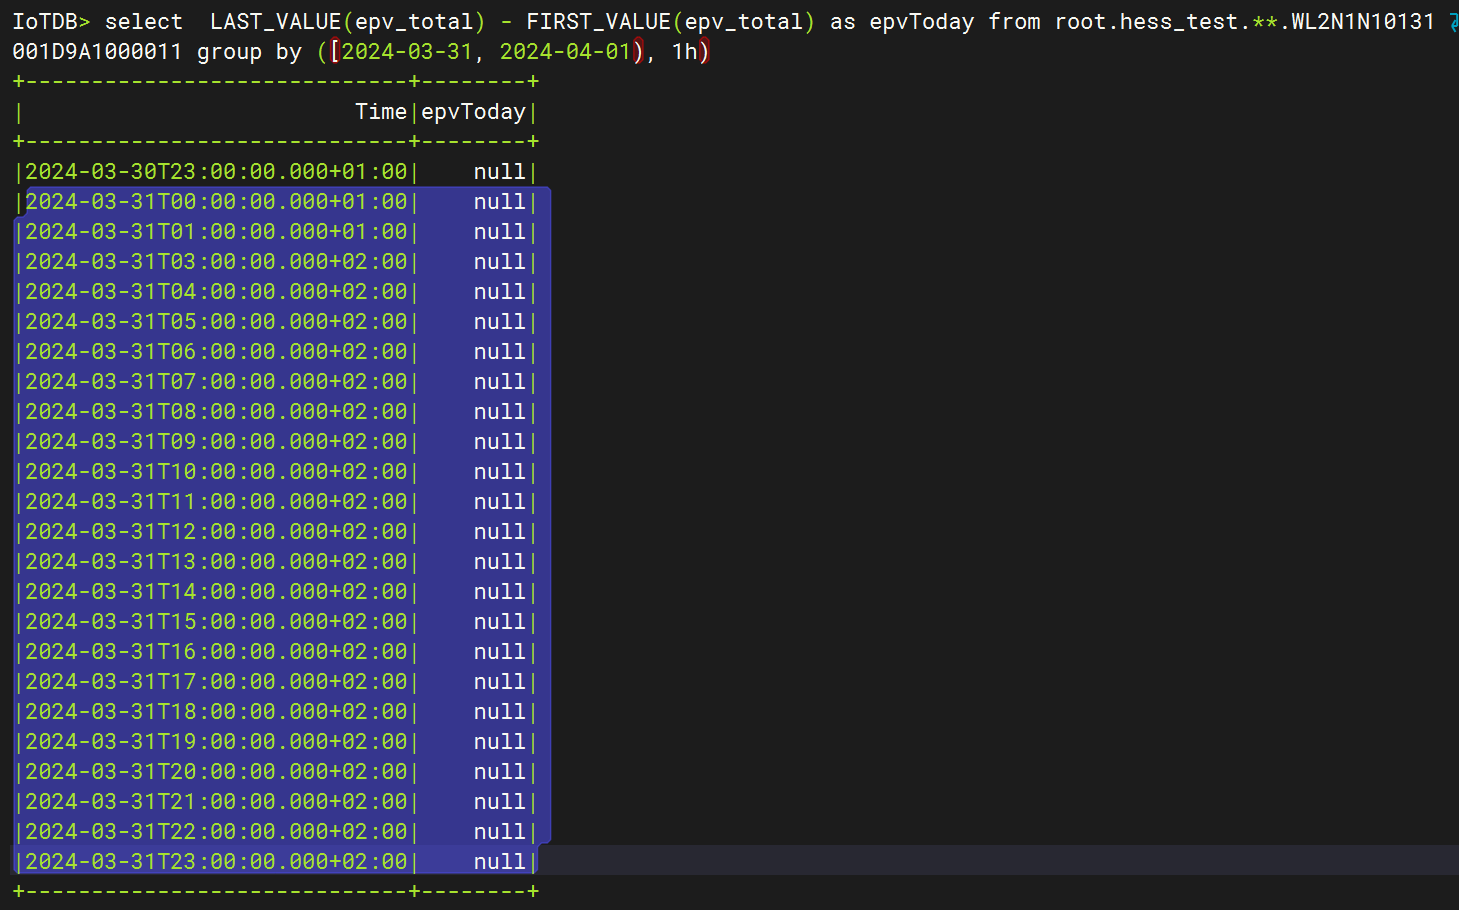 IoTDB> select  LAST_VALUE(epv_total) - FIRST_VALUE(epv_total) as epvToday from root.hess_test.**.WL2N1N10131
001D9A1000011 group by ([2024-03-31, 2024-04-01), 1h)
+-----------------------------+--------+
|                         Time|epvToday|
+-----------------------------+--------+
|2024-03-30T23:00:00.000+01:00|    null|
|2024-03-31T00:00:00.000+01:00|    null|
|2024-03-31T01:00:00.000+01:00|    null|
|2024-03-31T03:00:00.000+02:00|    null|
|2024-03-31T04:00:00.000+02:00|    null|
|2024-03-31T05:00:00.000+02:00|    null|
|2024-03-31T06:00:00.000+02:00|    null|
|2024-03-31T07:00:00.000+02:00|    null|
|2024-03-31T08:00:00.000+02:00|    null|
|2024-03-31T09:00:00.000+02:00|    null|
|2024-03-31T10:00:00.000+02:00|    null|
|2024-03-31T11:00:00.000+02:00|    null|
|2024-03-31T12:00:00.000+02:00|    null|
|2024-03-31T13:00:00.000+02:00|    null|
|2024-03-31T14:00:00.000+02:00|    null|
|2024-03-31T15:00:00.000+02:00|    null|
|2024-03-31T16:00:00.000+02:00|    null|
|2024-03-31T17:00:00.000+02:00|    null|
|2024-03-31T18:00:00.000+02:00|    null|
|2024-03-31T19:00:00.000+02:00|    null|
|2024-03-31T20:00:00.000+02:00|    null|
|2024-03-31T21:00:00.000+02:00|    null|
|2024-03-31T22:00:00.000+02:00|    null|
|2024-03-31T23:00:00.000+02:00|    null|
+-----------------------------+--------+